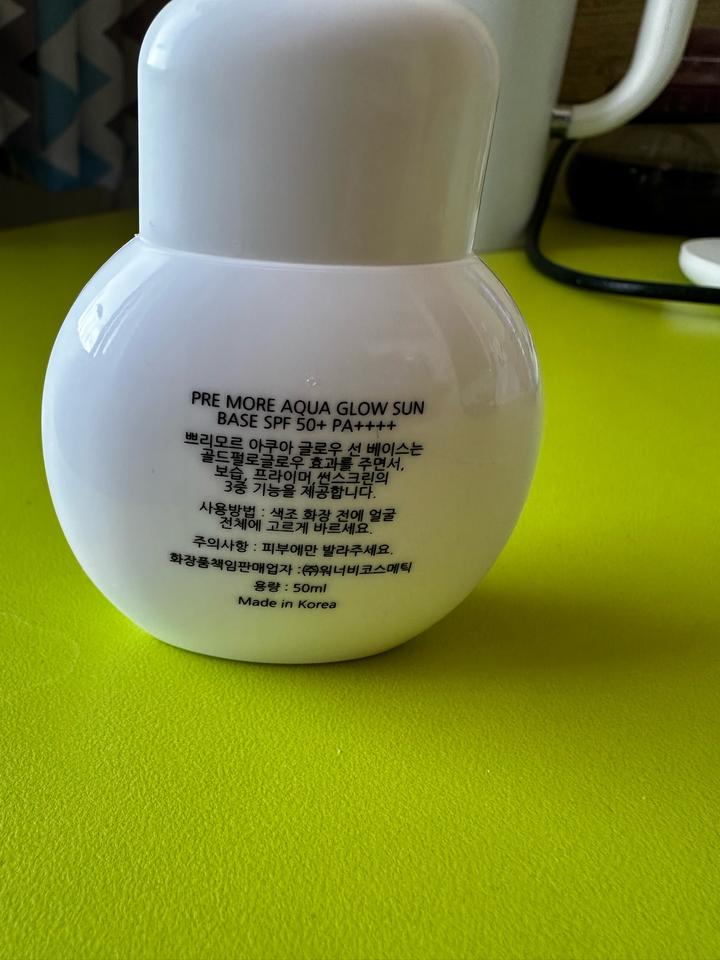 PRE MORE AQUA GLOW SUN
BASE SPF 50+ PA++++
쁘리모르 아쿠아 글로우 선 베이스는
골드펄로글로우 효과를 주면서,
보습, 프라이머,썬스크린의
3중 기능을 제공합니다.
사용방법 : 색조 화장 전에 얼굴
전체에 고르게 바르세요.
주의사항 : 피부에만 발라주세요.
화장품책임판매업자 :㈜워너비코스메틱
용량 : 50ml
Made in Korea